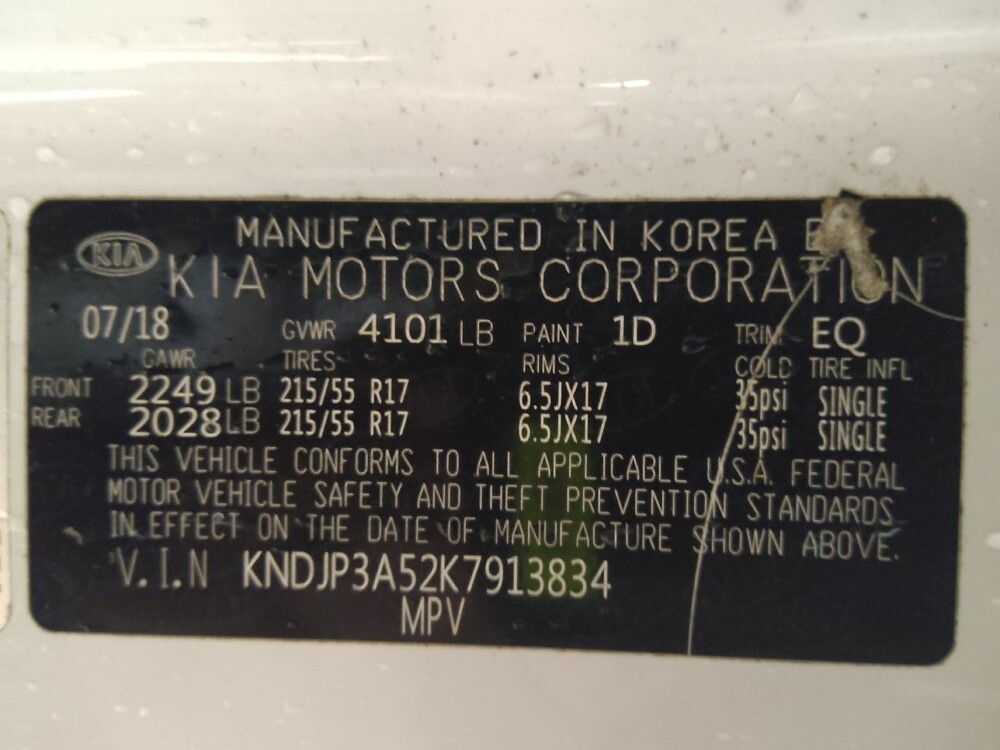 KIA
MANUFACTURED IN KOREA
KIA MOTORS CORPORATION
07/18 GVWR 4101 LB PAINT 1D TRIM EQ
GAWR TIRES RIMS COLD TIRE INFL
FRONT 2249 LB 215/55 R17 6.5JX17 35psi SINGLE
REAR 2028 LB 215/55 R17 6.5JX17 35psi SINGLE
THIS VEHICLE CONFORMS TO ALL APPLICABLE U.S.A. FEDERAL
MOTOR VEHICLE SAFETY AND THEFT PREVENTION STANDARDS
IN EFFECT ON THE DATE OF MANUFACTURE SHOWN ABOVE.
V.I.N KNDJP3A52K7913834
MPV